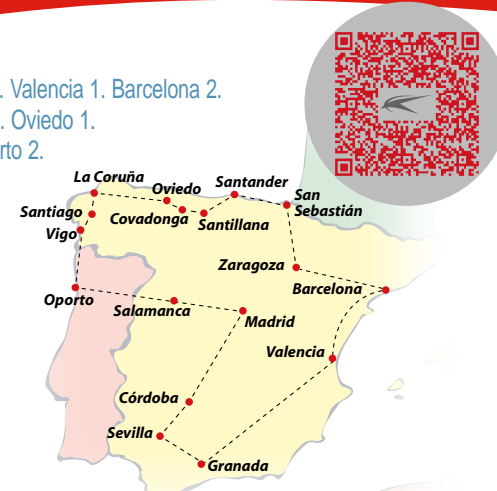 . Valencia 1. Barcelona 2.
. Oviedo 1.
rto 2.
La Coruña
Oviedo
Santander
San
Sebastián
Santiago
Covadonga
Santillana
Vigo
Zaragoza
Oporto
Salamanca
Barcelona
Madrid
Valencia
Córdoba
Sevilla
Granada